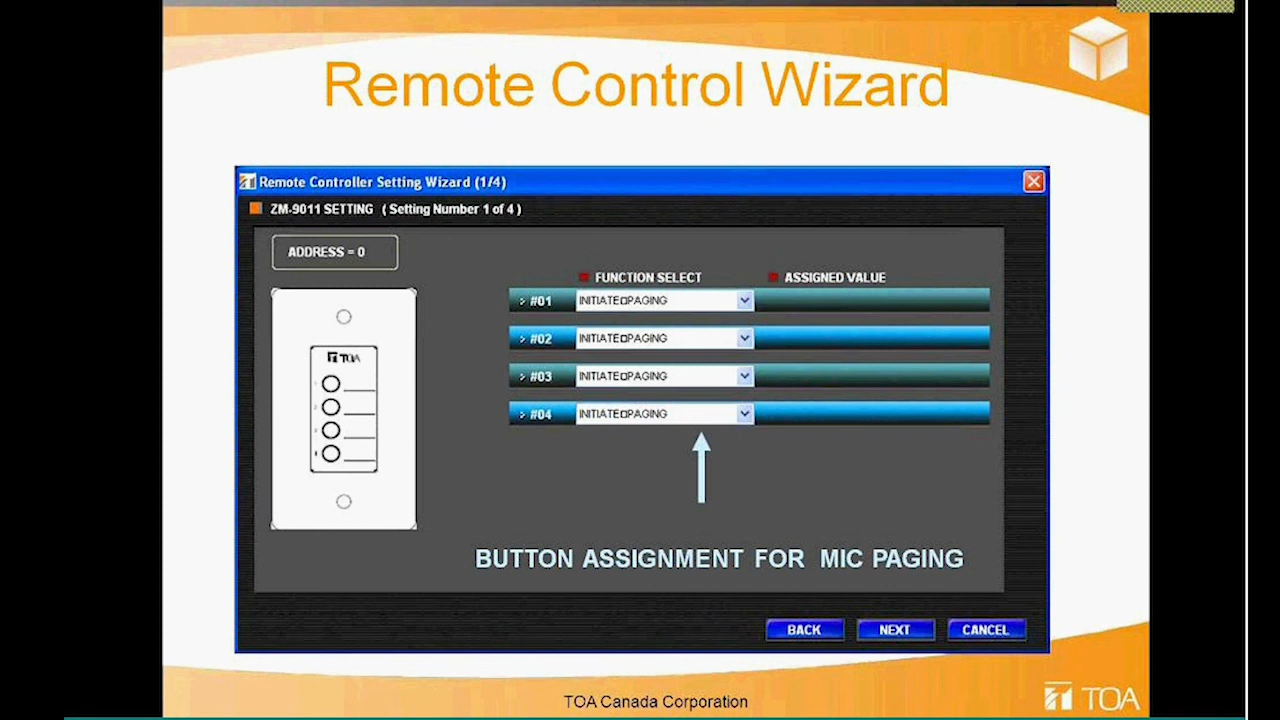 Remote Control Wizard
Remote Controller Setting Wizard (1/4)
ZM-9011 SETTING ( Setting Number 1 of 4 )
ADDRESS = 0
FUNCTION SELECT ASSIGNED VALUE
> #01 INITIATE□PAGING
> #02 INITIATE□PAGING
> #03 INITIATE□PAGING
> #04 INITIATE□PAGING
TOA
BUTTON ASSIGNMENT FOR MIC PAGING
BACK NEXT CANCEL
TOA Canada Corporation
TOA